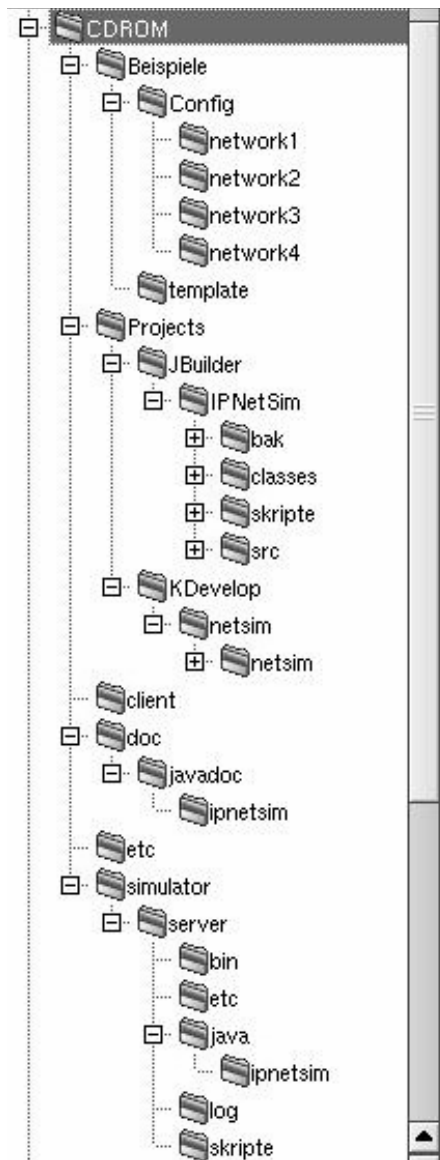 CDROM
Beispiele
Config
network1
network2
network3
network4
template
Projects
JBuilder
IPNetSim
bak
classes
skripte
src
KDevelop
netsim
netsim
client
doc
javadoc
ipnetsim
etc
simulator
server
bin
etc
java
ipnetsim
log
skripte